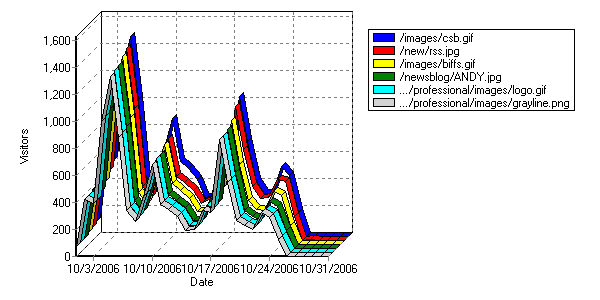 1,600
1,400
1,200
1,000
800
600
400
200
0
Visitors
10/3/2006 10/10/2006 10/17/2006 10/24/2006 10/31/2006
Date
/images/csb.gif
/new/rss.jpg
/images/biffs.gif
/newsblog/ANDY.jpg
.../professional/images/logo.gif
.../professional/images/grayline.png